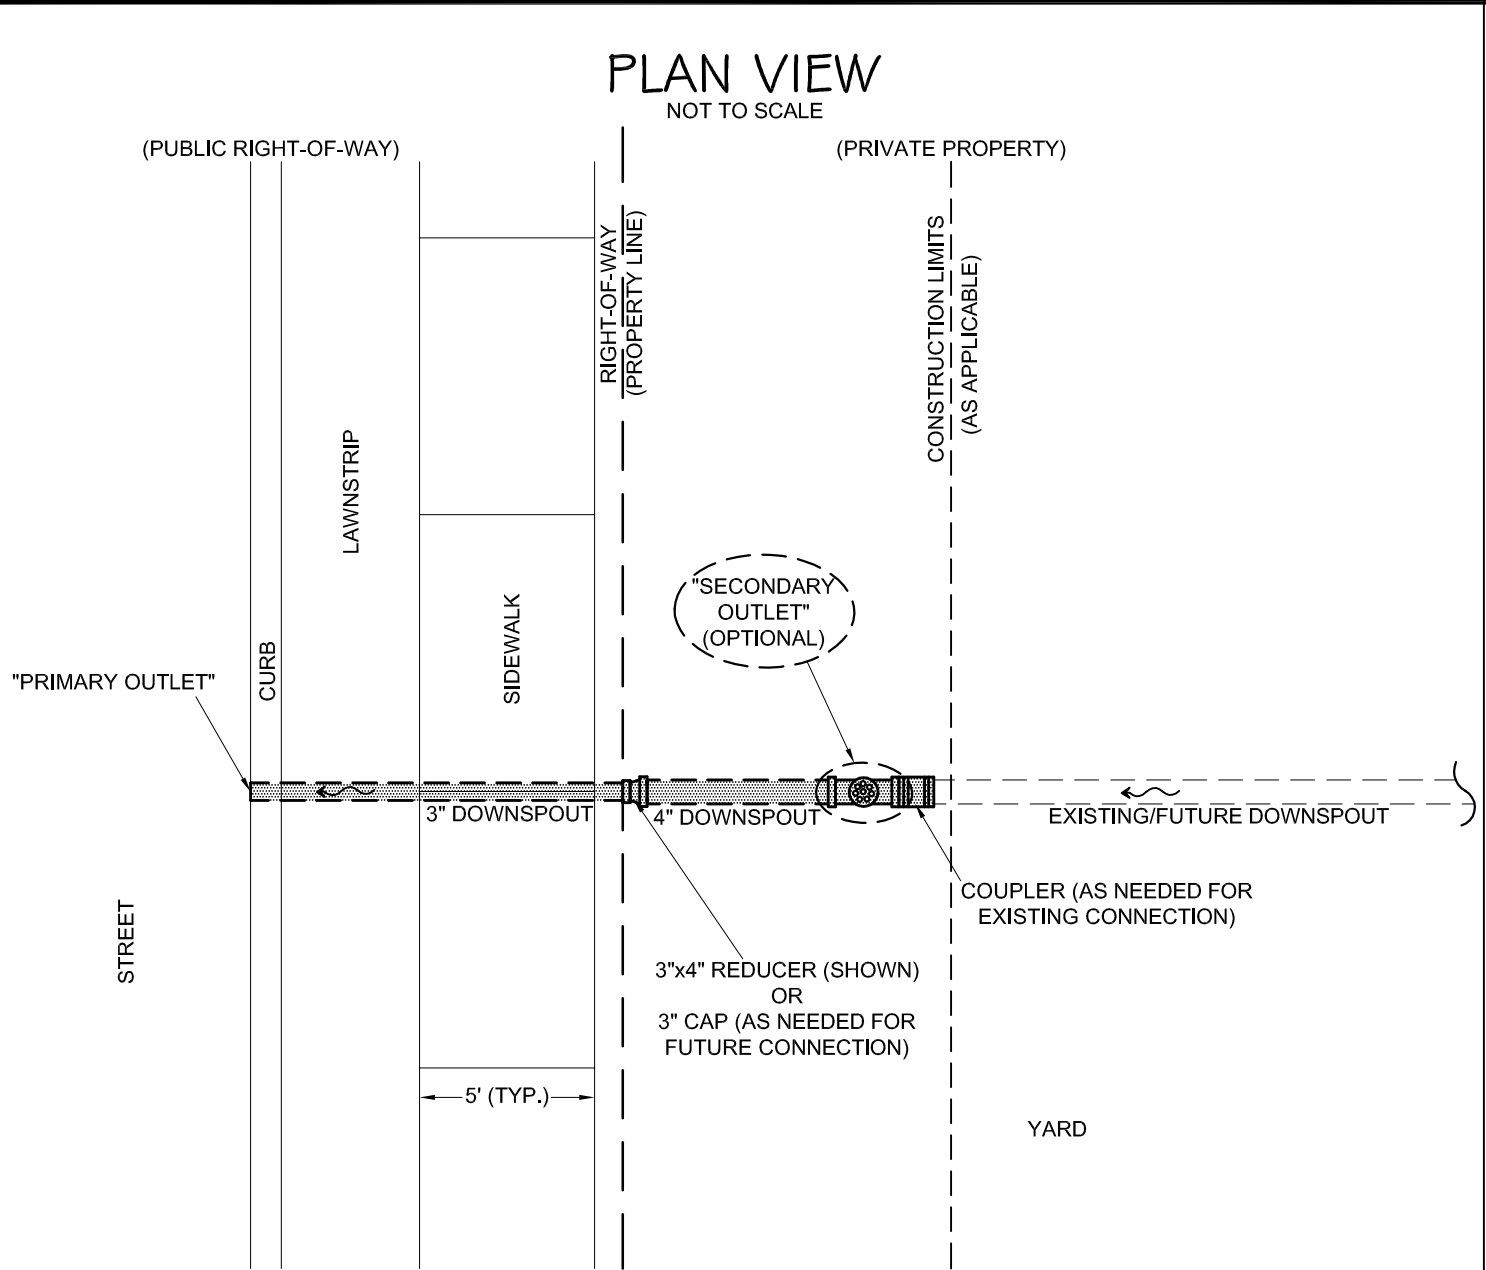 PLAN VIEW
NOT TO SCALE
(PUBLIC RIGHT-OF-WAY)
(PRIVATE PROPERTY)
RIGHT-OF-WAY
(PROPERTY LINE)
CONSTRUCTION LIMITS
(AS APPLICABLE)
LAWNSTRIP
"SECONDARY
OUTLET"
(OPTIONAL)
SIDEWALK
CURB
"PRIMARY OUTLET"
3" DOWNSPOUT
4" DOWNSPOUT
EXISTING/FUTURE DOWNSPOUT
COUPLER (AS NEEDED FOR
EXISTING CONNECTION)
STREET
3"x4" REDUCER (SHOWN)
OR
3" CAP (AS NEEDED FOR
FUTURE CONNECTION)
5' (TYP.)
YARD